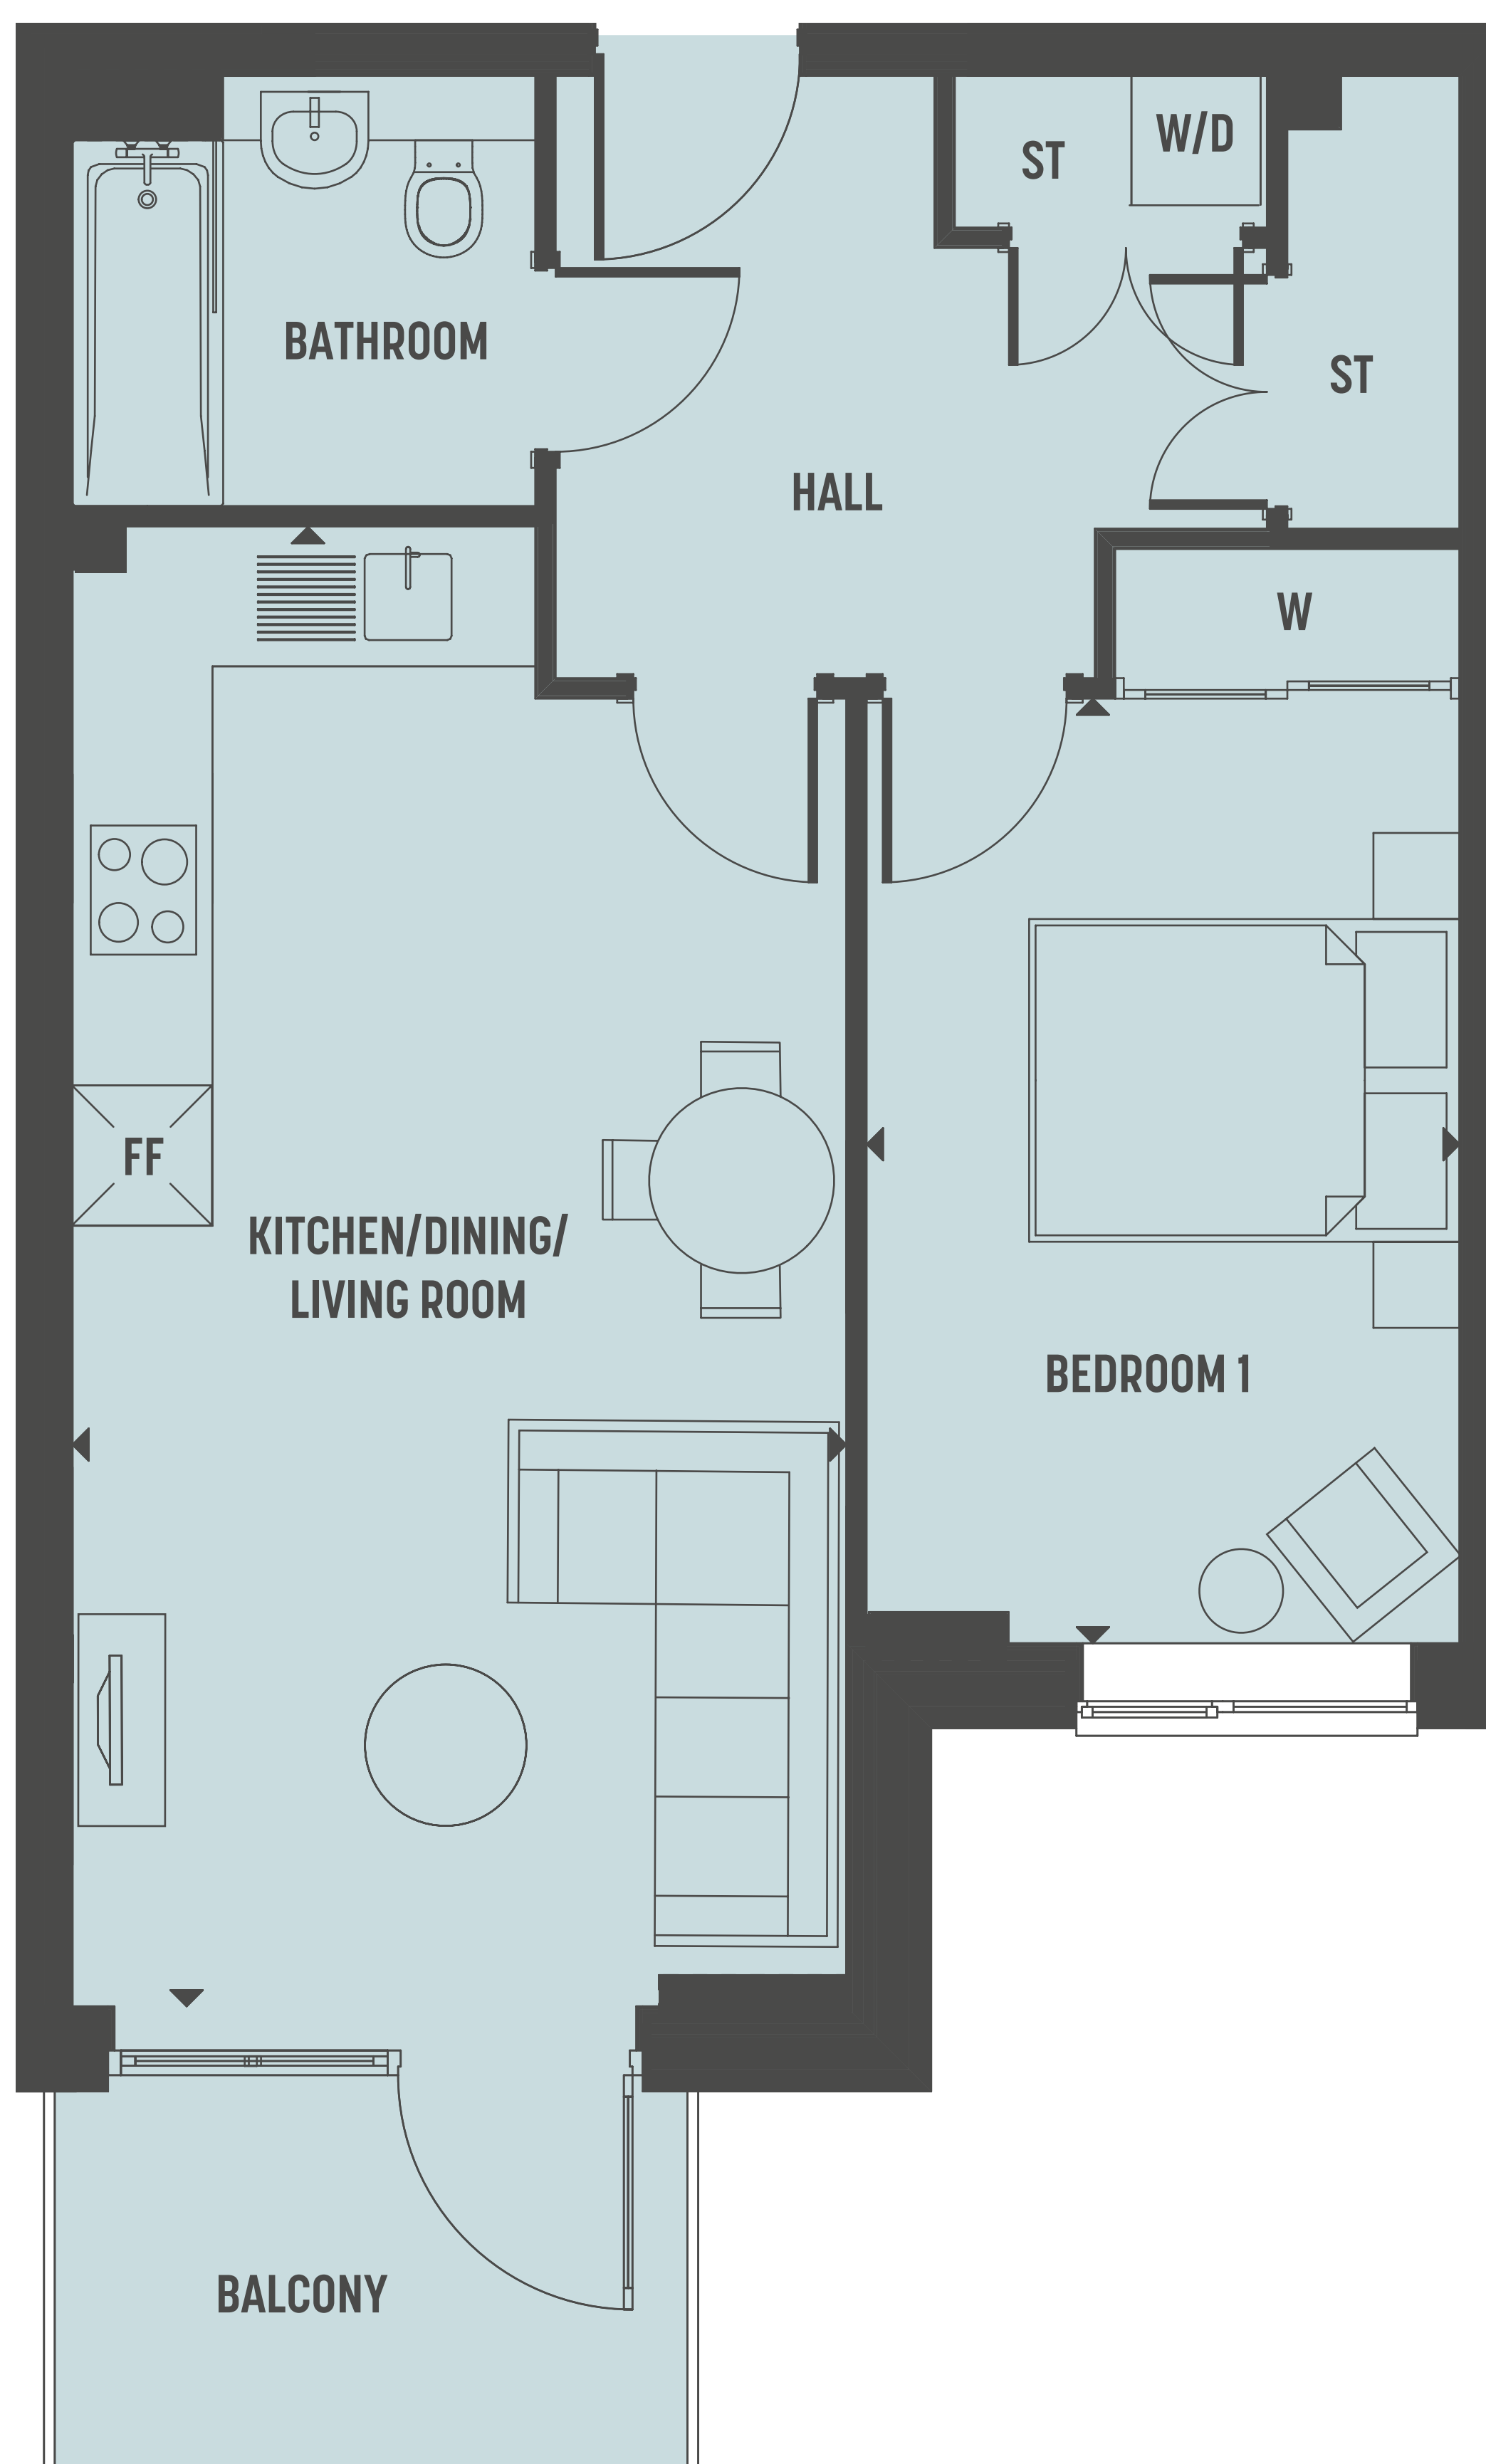 W/D
ST
BATHROOM
ST
HALL
W
FF
KITCHEN/DINING/
LIVING ROOM
BEDROOM 1
BALCONY